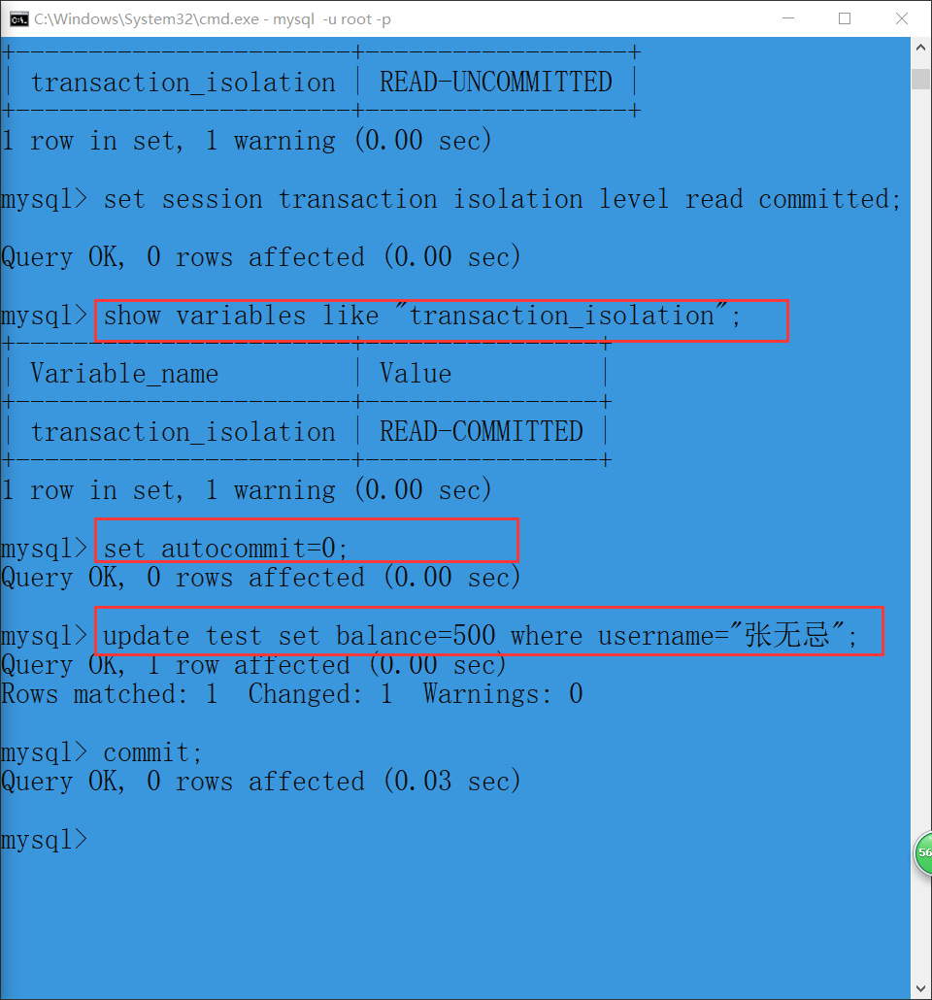 C:\Windows\System32\cmd.exe - mysql  -u root -p
+-----------------------+------------------+
| transaction_isolation | READ-UNCOMMITTED |
+-----------------------+------------------+
1 row in set, 1 warning (0.00 sec)
mysql> set session transaction isolation level read committed;
Query OK, 0 rows affected (0.00 sec)
mysql> show variables like "transaction_isolation";
+-----------------------+----------------+
| Variable_name         | Value          |
+-----------------------+----------------+
| transaction_isolation | READ-COMMITTED |
+-----------------------+----------------+
1 row in set, 1 warning (0.00 sec)
mysql> set autocommit=0;
Query OK, 0 rows affected (0.00 sec)
mysql> update test set balance=500 where username="张无忌";
Query OK, 1 row affected (0.00 sec)
Rows matched: 1  Changed: 1  Warnings: 0
mysql> commit;
Query OK, 0 rows affected (0.03 sec)
mysql>
56